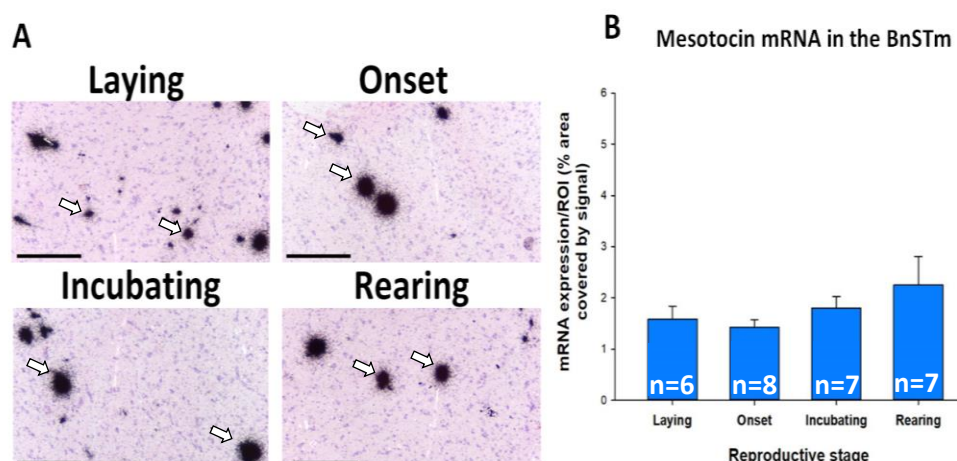 A
Laying
Onset
Incubating
Rearing
B
Mesotocin mRNA in the BnSTm
mRNA expression/ROI (% area
covered by signal)
6
5
4
3
2
1
0
n=6
n=8
n=7
n=7
Laying
Onset
Incubating
Rearing
Reproductive stage